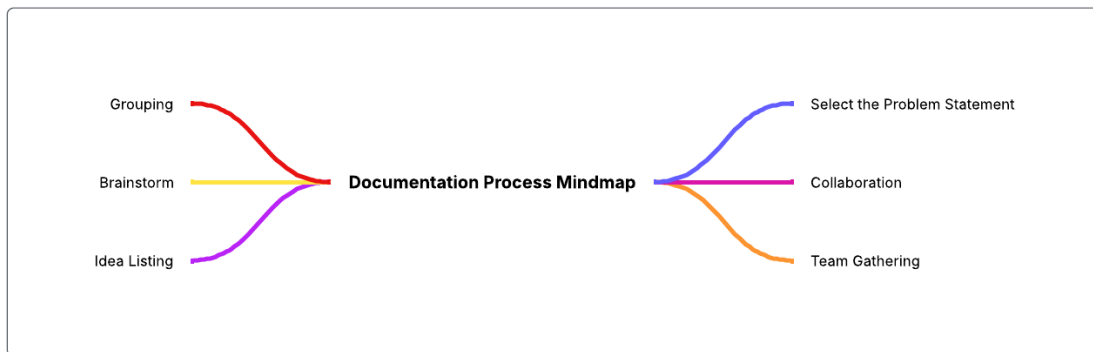 Grouping
Brainstorm
Idea Listing
Documentation Process Mindmap
Select the Problem Statement
Collaboration
Team Gathering